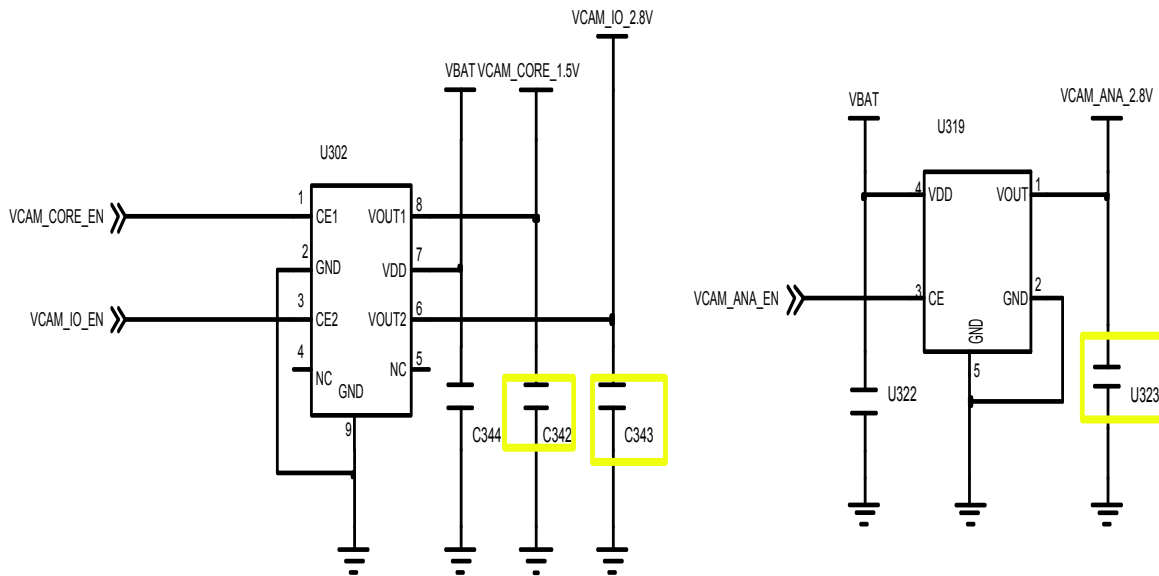 VCAM_IO_2.8V
VBAT VCAM_CORE_1.5V
U302
VCAM_CORE_EN
1
CE1
VOUT1
8
2
GND
VDD
7
VCAM_IO_EN
3
CE2
VOUT2
6
4
NC
NC
5
GND
9
C344
C342
C343
VBAT
VCAM_ANA_2.8V
U319
4
VDD
VOUT
1
VCAM_ANA_EN
3
CE
GND
2
GND
5
U322
U323